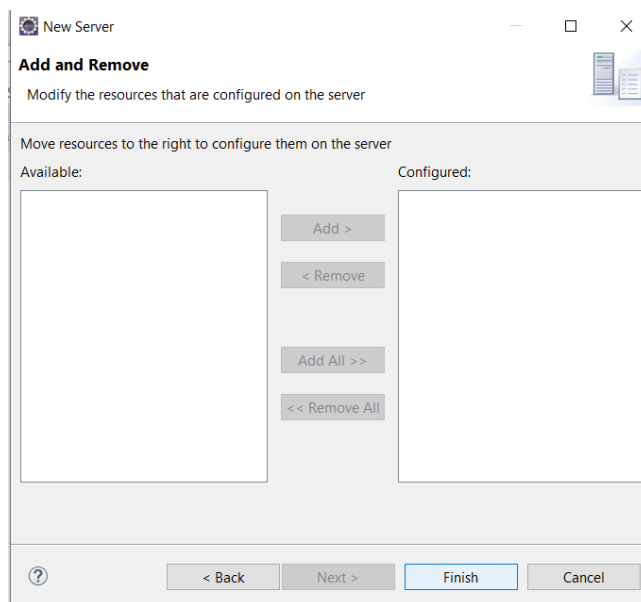 New Server
Add and Remove
Modify the resources that are configured on the server
Move resources to the right to configure them on the server
Available:
Configured:
Add >
< Remove
Add All >>
<< Remove All
?
< Back
Next >
Finish
Cancel